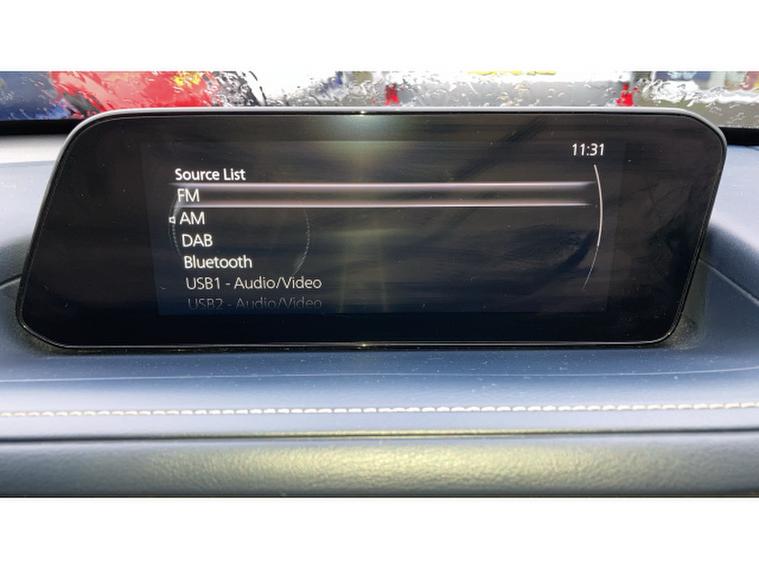 11:31
Source List
FM
AM
DAB
Bluetooth
USB1 - Audio/Video
USB2 - Audio/Video